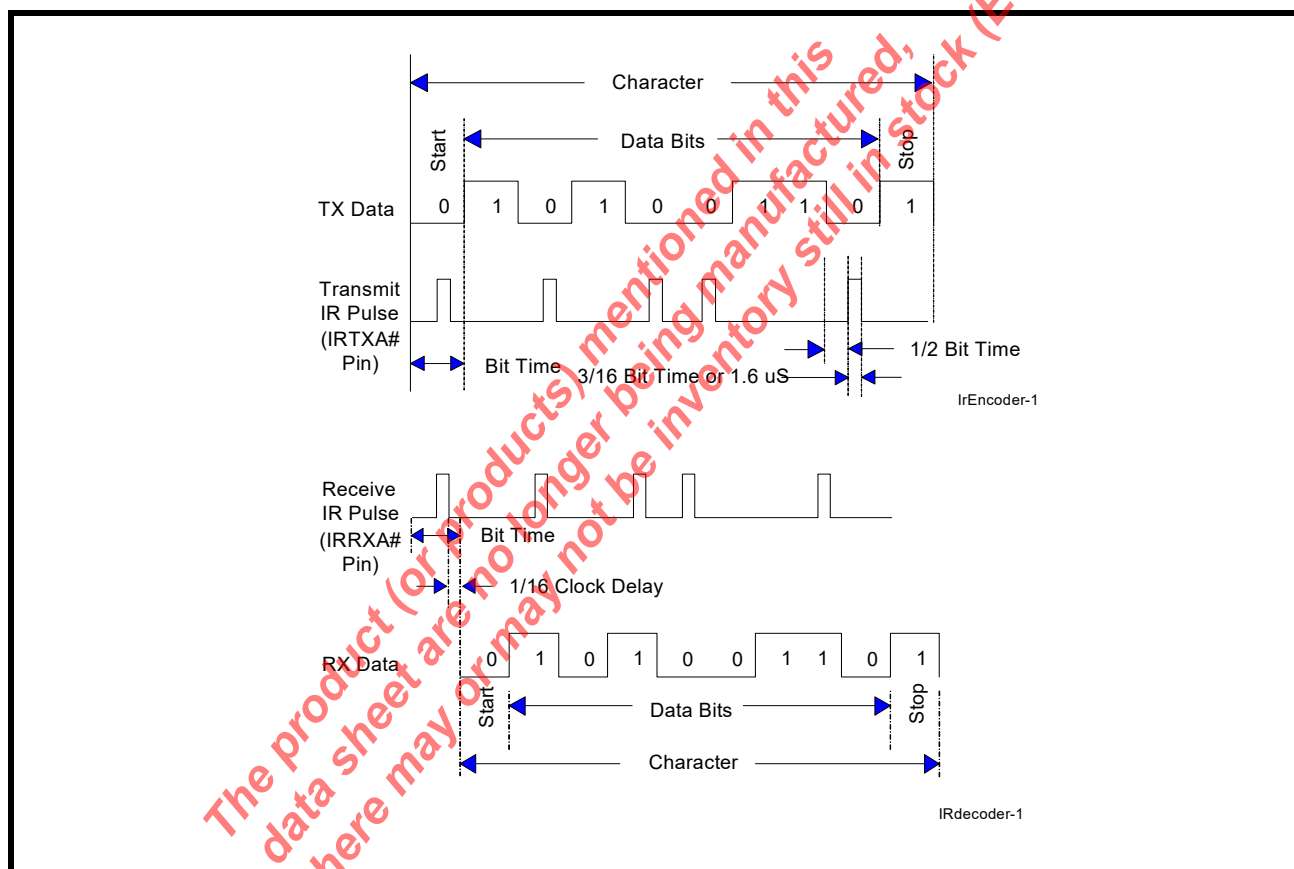 Character
Start
Data Bits
Stop
TX Data
0 1 0 1 0 0 1 1 0 1
Transmit
IR Pulse
(IRTXA#
Pin)
Bit Time
3/16 Bit Time or 1.6 uS
1/2 Bit Time
IrEncoder-1
Receive
IR Pulse
(IRRXA#
Pin)
Bit Time
1/16 Clock Delay
RX Data
0 1 0 1 0 0 1 1 0 1
Start
Data Bits
Stop
Character
IRdecoder-1
The product (or products) mentioned in this
data sheet are no longer being manufactured,
here may or may not be inventory still in stock (E